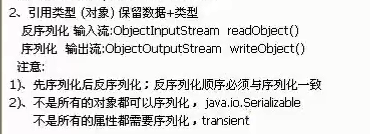 2、引用类型 (对象) 保留数据+类型
反序列化 输入流:ObjectInputStream readObject()
序列化 输出流:ObjectOutputStream writeObject()
注意:
1)、先序列化后反序列化；反序列化顺序必须与序列化一致
2)、不是所有的对象都可以序列化，java.io.Serializable
不是所有的属性都需要序列化，transient